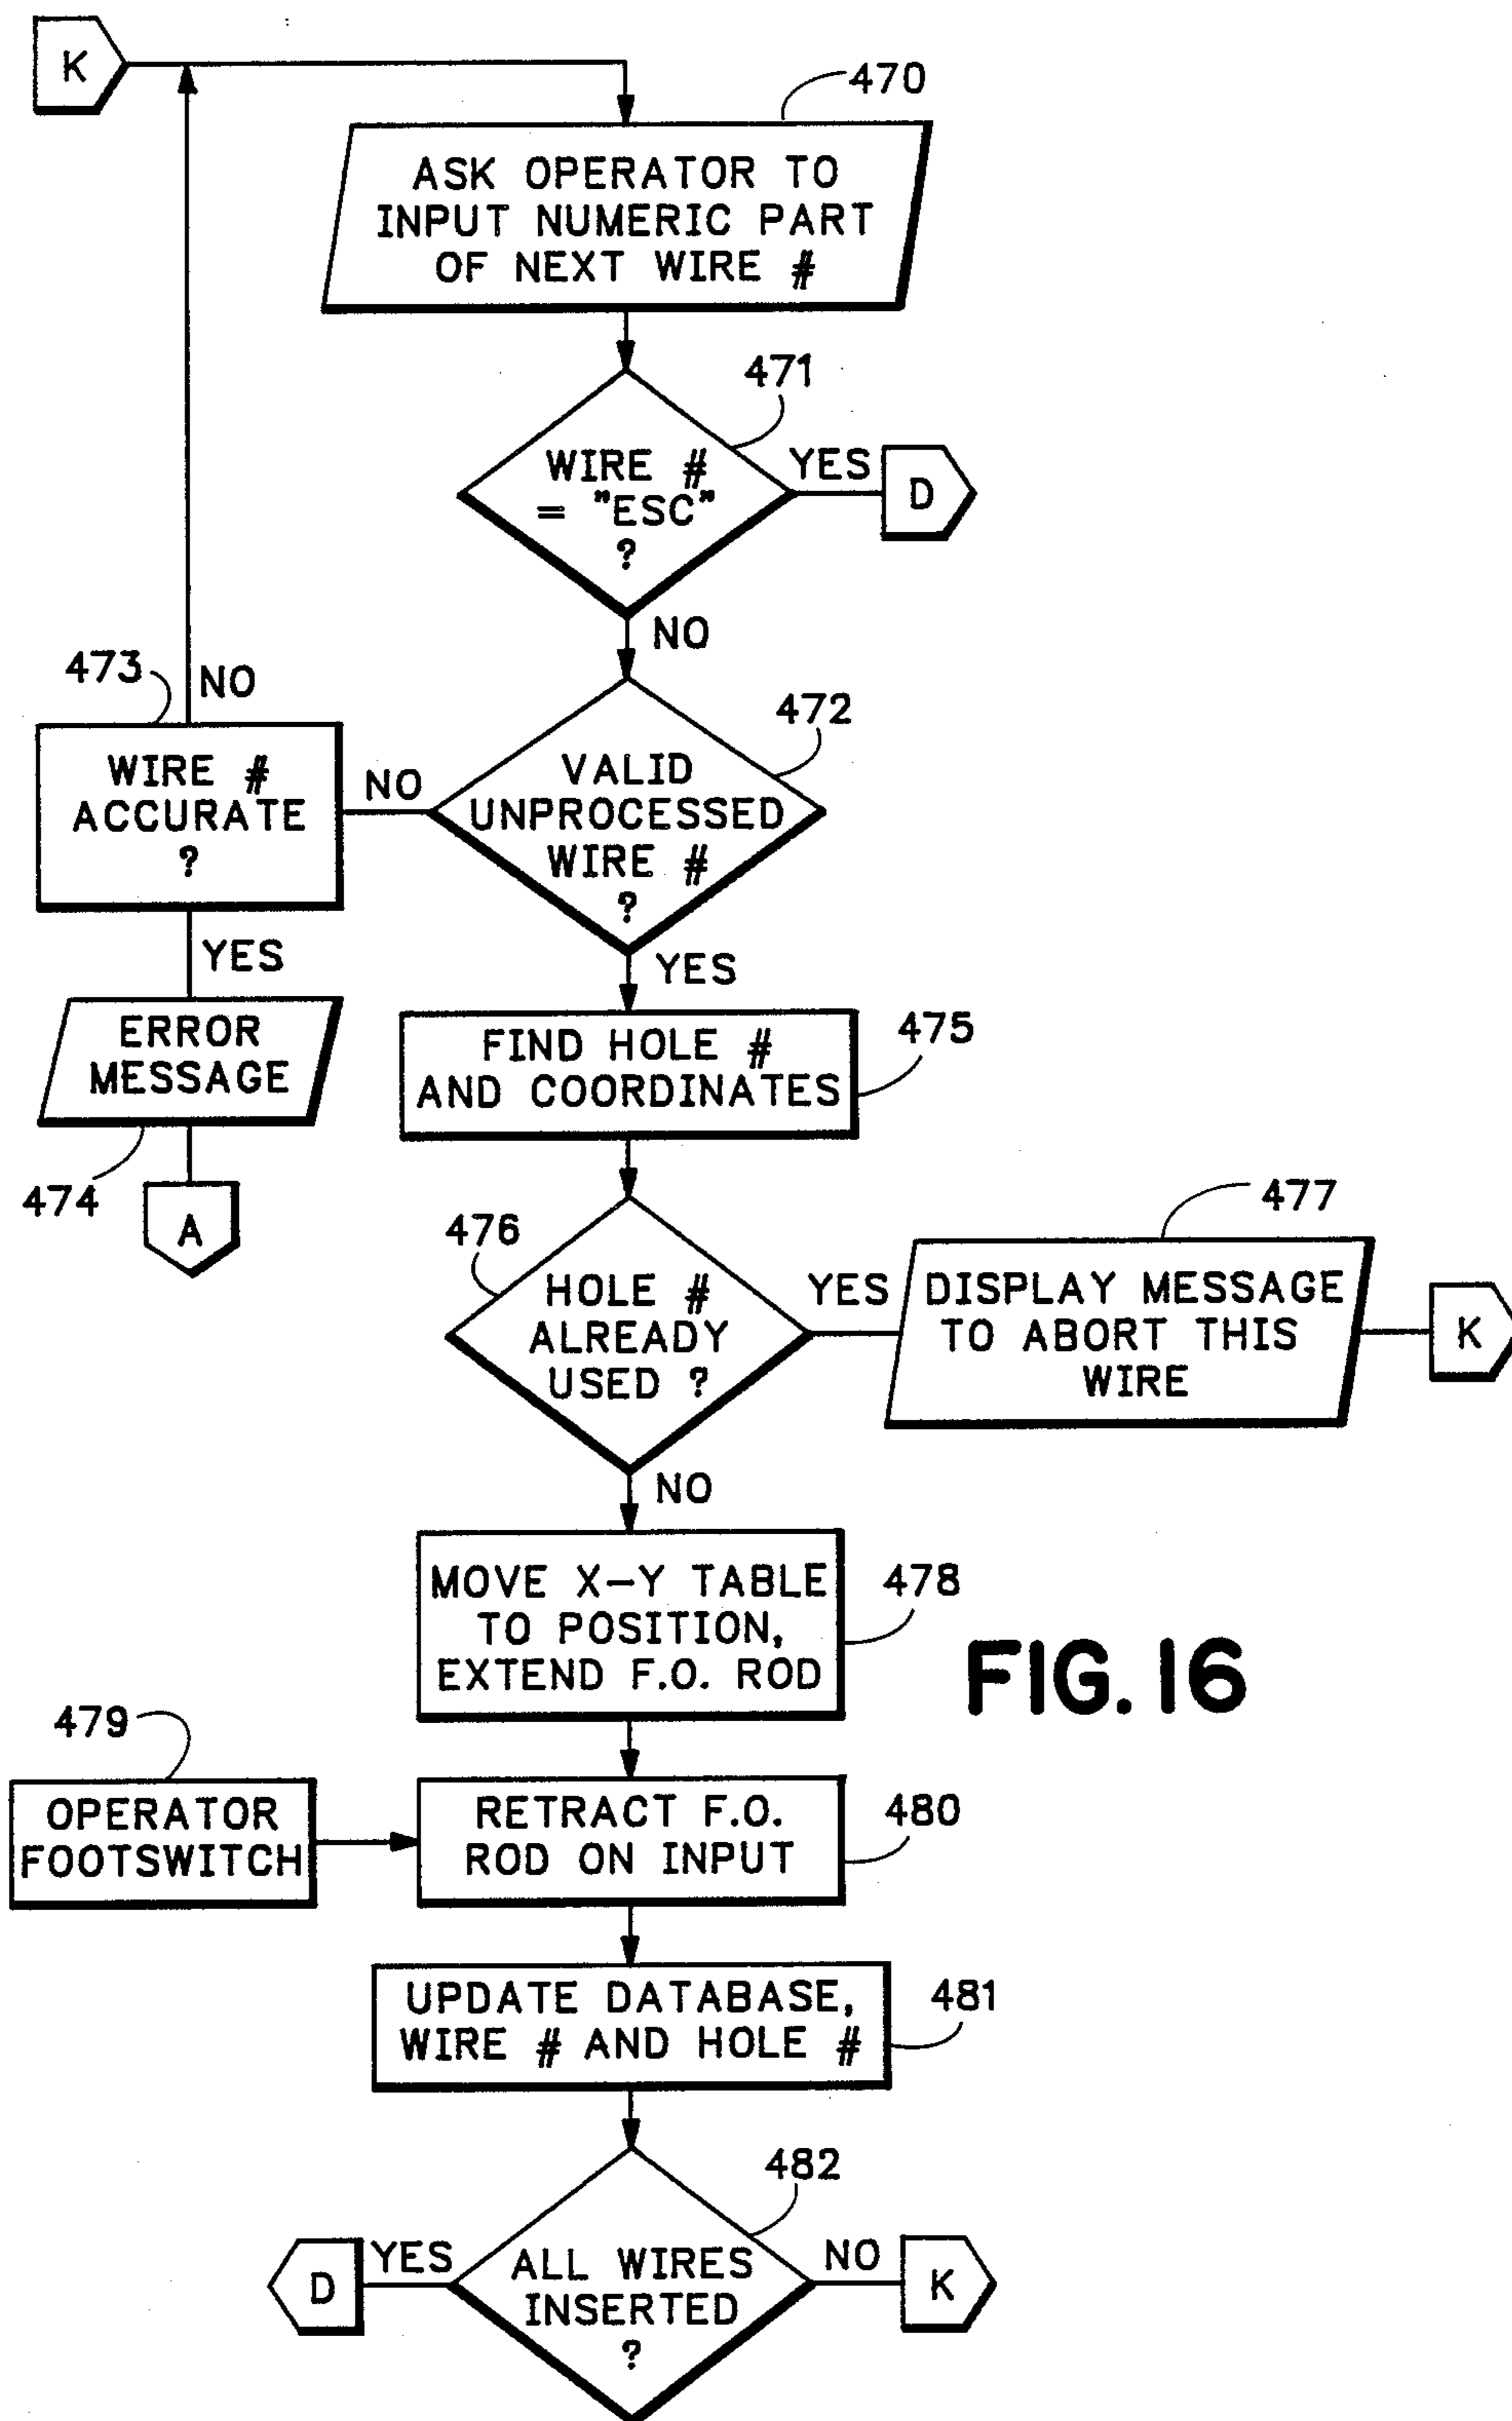 K
470
ASK OPERATOR TO
INPUT NUMERIC PART
OF NEXT WIRE #
471
WIRE #
= "ESC"
?
YES
D
NO
472
VALID
UNPROCESSED
WIRE #
?
NO
473
NO
WIRE #
ACCURATE
?
YES
ERROR
MESSAGE
474
A
YES
FIND HOLE #
AND COORDINATES
475
476
HOLE #
ALREADY
USED ?
YES
477
DISPLAY MESSAGE
TO ABORT THIS
WIRE
K
NO
MOVE X-Y TABLE
TO POSITION,
EXTEND F.O. ROD
478
FIG. 16
479
OPERATOR
FOOTSWITCH
RETRACT F.O.
ROD ON INPUT
480
UPDATE DATABASE,
WIRE # AND HOLE #
481
482
ALL WIRES
INSERTED
?
YES
D
NO
K